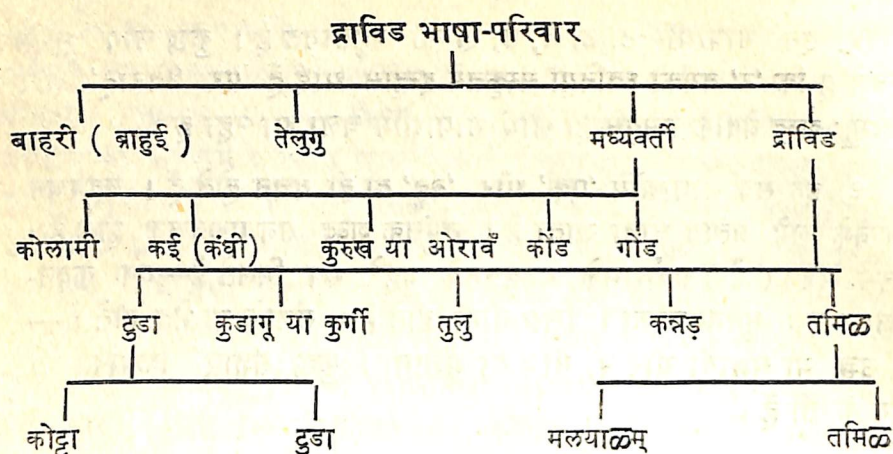 द्राविड भाषा-परिवार
बाहरी ( ब्राहुई ) तेलुगु मध्यवर्ती द्राविड
कोलामी कई (कंधी) कुरुख या ओरावँ कोंड गोंड
टुडा कुडागू या कुर्गी तुलु कन्नड़ तमिळ
कोट्टा टुडा मलयाळम् तमिळ